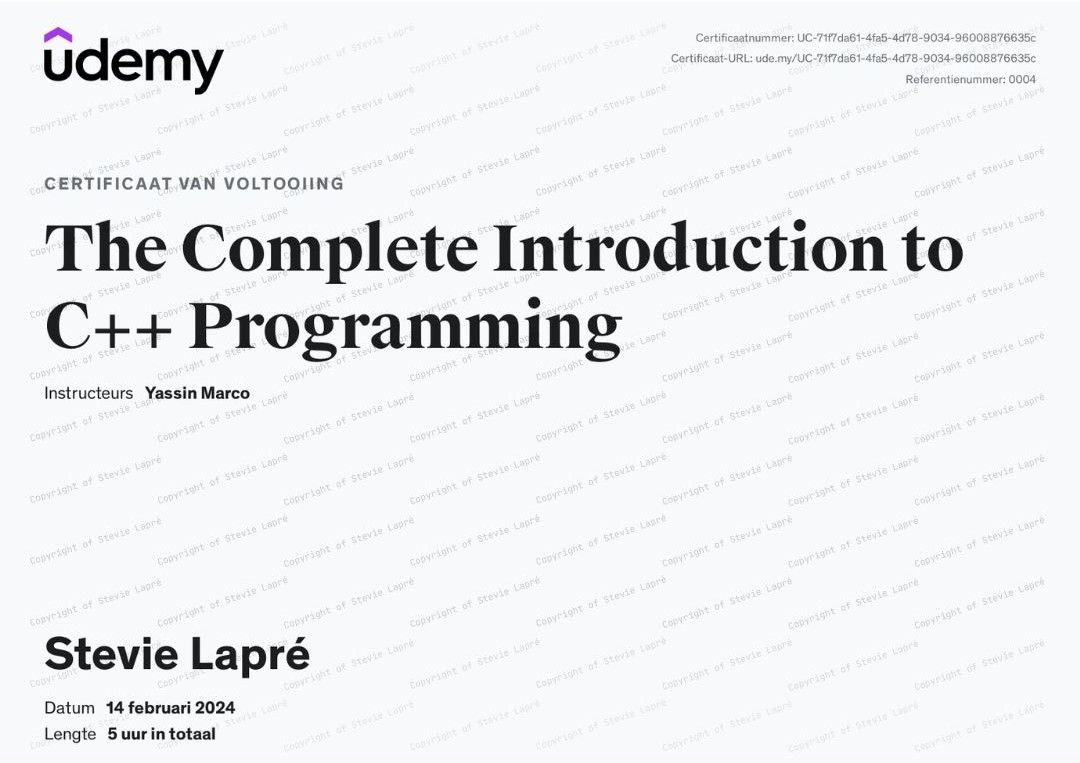 udemy
Certificaatnummer: UC-71f7da61-4fa5-4d78-9034-96008876635c
Certificaat-URL: ude.my/UC-71f7da61-4fa5-4d78-9034-96008876635c
Referentienummer: 0004
CERTIFICAAT VAN VOLTOOIING
The Complete Introduction to
C++ Programming
Instructeurs Yassin Marco
Stevie Lapré
Datum 14 februari 2024
Lengte 5 uur in totaal
Copyright of Stevie Lapré